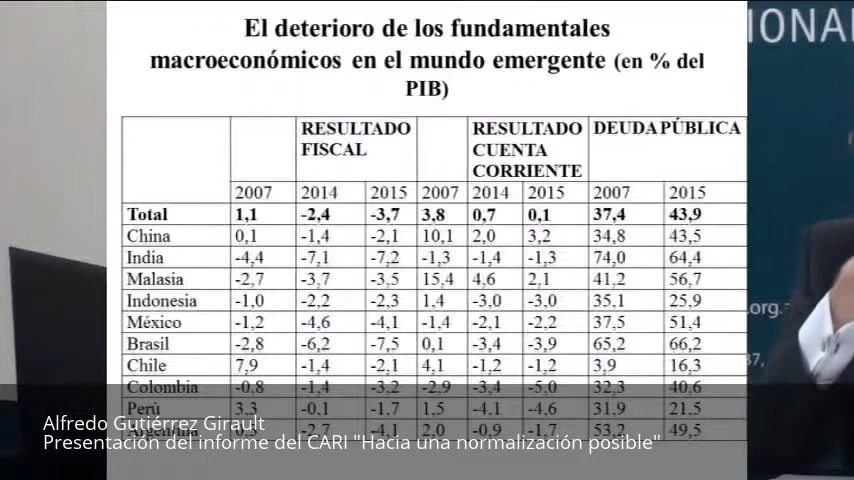 El deterioro de los fundamentales
macroeconómicos en el mundo emergente (en % del
PIB)
RESULTADO FISCAL RESULTADO CUENTA CORRIENTE DEUDA PÚBLICA
2007 2014 2015 2007 2014 2015 2007 2015
Total 1,1 -2,4 -3,7 3,8 0,7 0,1 37,4 43,9
China 0,1 -1,4 -2,1 10,1 2,0 3,2 34,8 43,5
India -4,4 -7,1 -7,2 -1,3 -1,4 -1,3 74,0 64,4
Malasia -2,7 -3,7 -3,5 15,4 4,6 2,1 41,2 56,7
Indonesia -1,0 -2,2 -2,3 1,4 -3,0 -3,0 35,1 25,9
México -1,2 -4,6 -4,1 -1,4 -2,1 -2,2 37,5 51,4
Brasil -2,8 -6,2 -7,5 0,1 -3,4 -3,9 65,2 66,2
Chile 7,9 -1,4 -2,1 4,1 -1,2 -1,2 3,9 16,3
Colombia -0,8 -1,4 -3,2 -2,9 -3,4 -5,0 32,3 40,6
Perú 3,3 -0,1 -1,7 1,5 -4,1 -4,6 31,9 21,5
Argentina -2,7 -4,1 2,0 -0,9 -1,7 53,2 49,5
Alfredo Gutiérrez Girault
Presentación del informe del CARI "Hacia una normalización posible"
IONA
.org.
37,